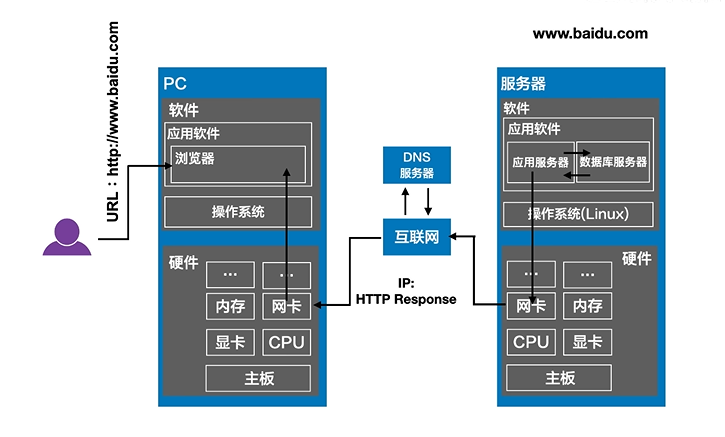 www.baidu.com
URL：http://www.baidu.com
PC
软件
应用软件
浏览器
操作系统
硬件
...
...
内存
网卡
显卡
CPU
主板
DNS
服务器
互联网
IP:
HTTP Response
服务器
软件
应用软件
应用服务器
数据库服务器
操作系统(Linux)
硬件
...
...
网卡
内存
CPU
显卡
主板